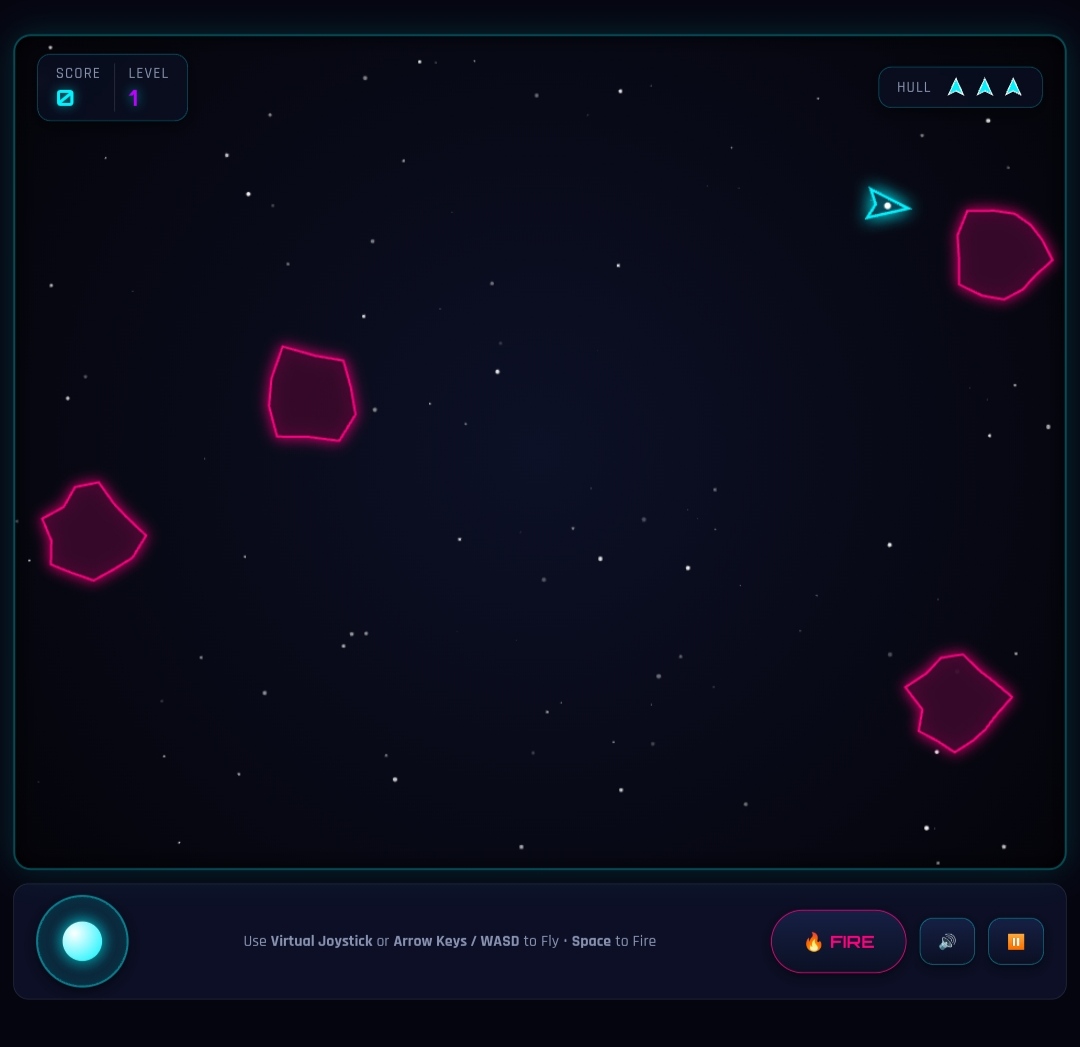 SCORE
0
LEVEL
1
HULL
Use Virtual Joystick or Arrow Keys / WASD to Fly · Space to Fire
🔥 FIRE